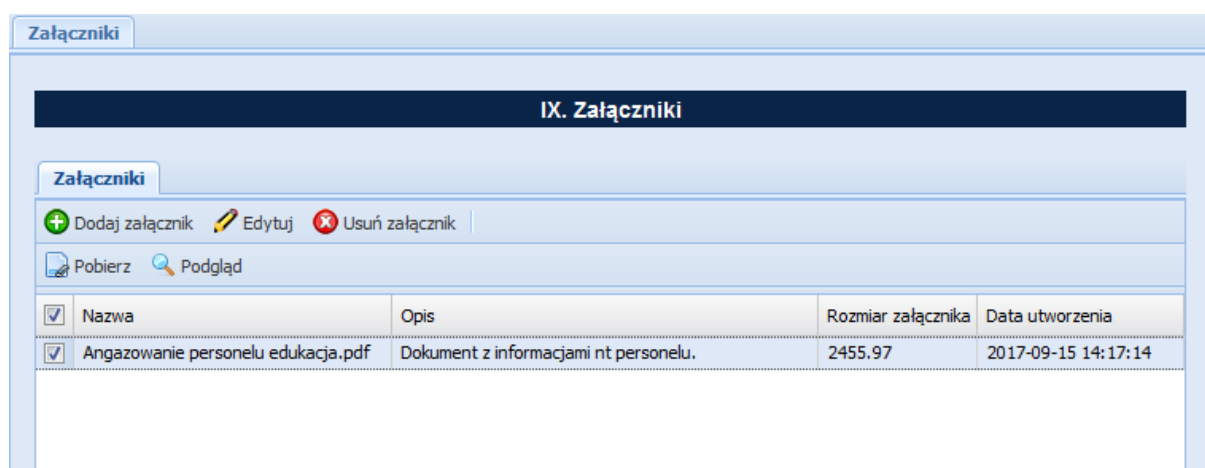 Załączniki
IX. Załączniki
Załączniki
Dodaj załącznik Edytuj Usuń załącznik
Pobierz Podgląd
Nazwa Opis Rozmiar załącznika Data utworzenia
Angazowanie personelu edukacja.pdf Dokument z informacjami nt personelu. 2455.97 2017-09-15 14:17:14